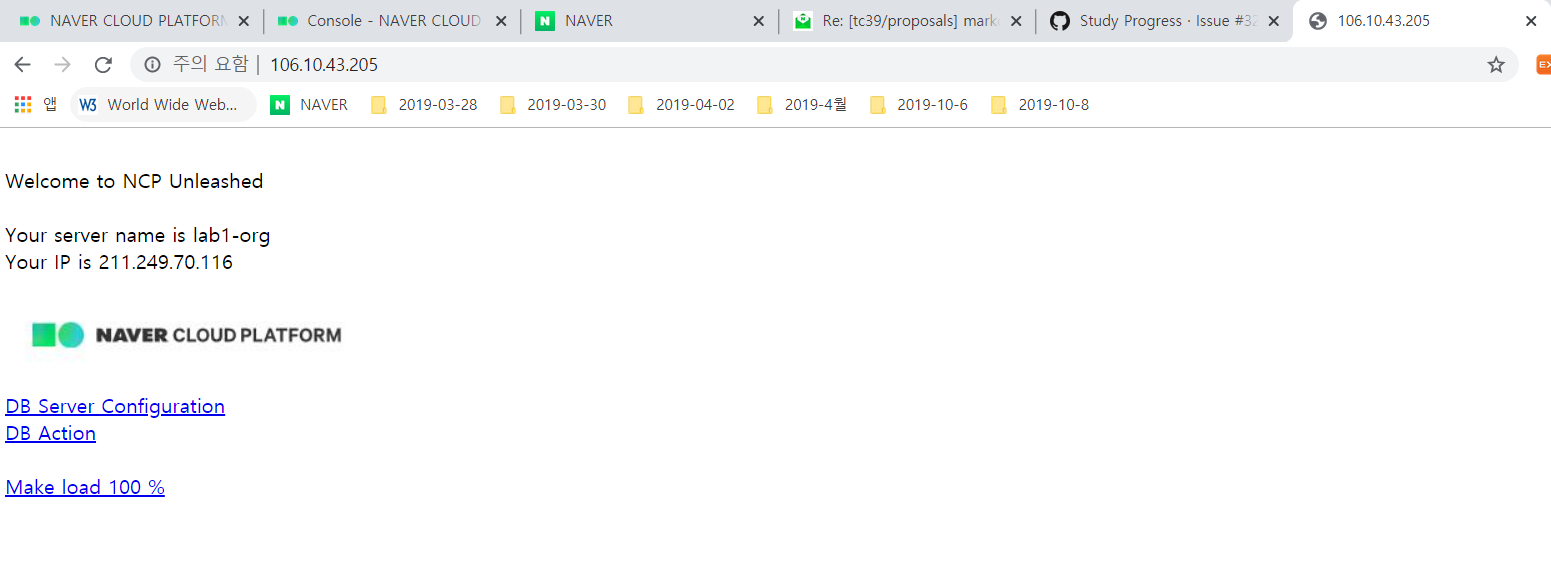 NAVER CLOUD PLATFORM
Console - NAVER CLOUD
NAVER
Re: [tc39/proposals] mark
Study Progress · Issue #32
106.10.43.205
주의 요함 | 106.10.43.205
앱
W3 World Wide Web...
NAVER
2019-03-28
2019-03-30
2019-04-02
2019-4월
2019-10-6
2019-10-8
Welcome to NCP Unleashed
Your server name is lab1-org
Your IP is 211.249.70.116
NAVER CLOUD PLATFORM
DB Server Configuration
DB Action
Make load 100 %